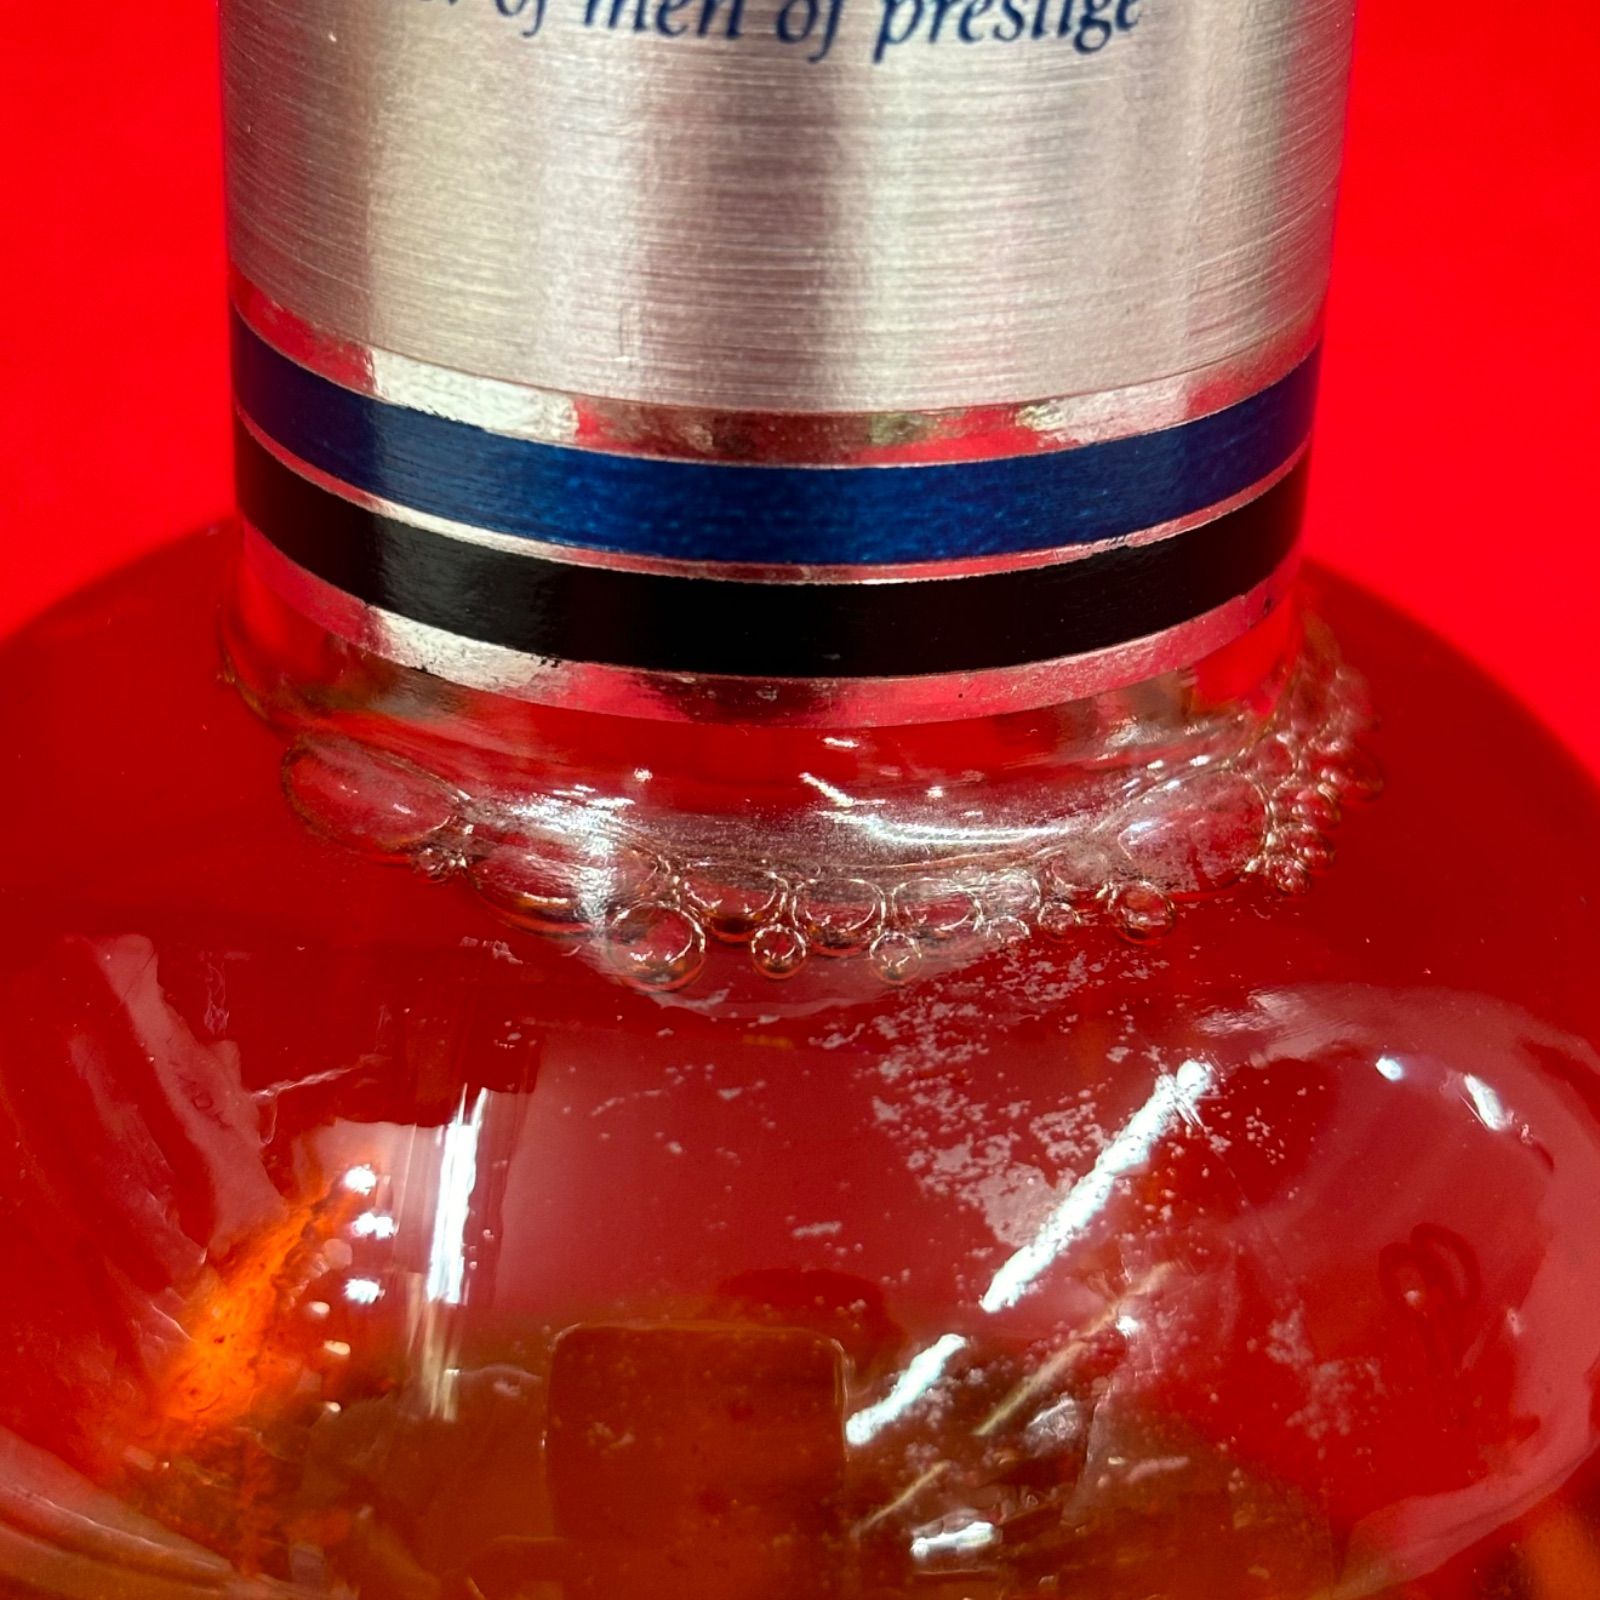 of men of prestige